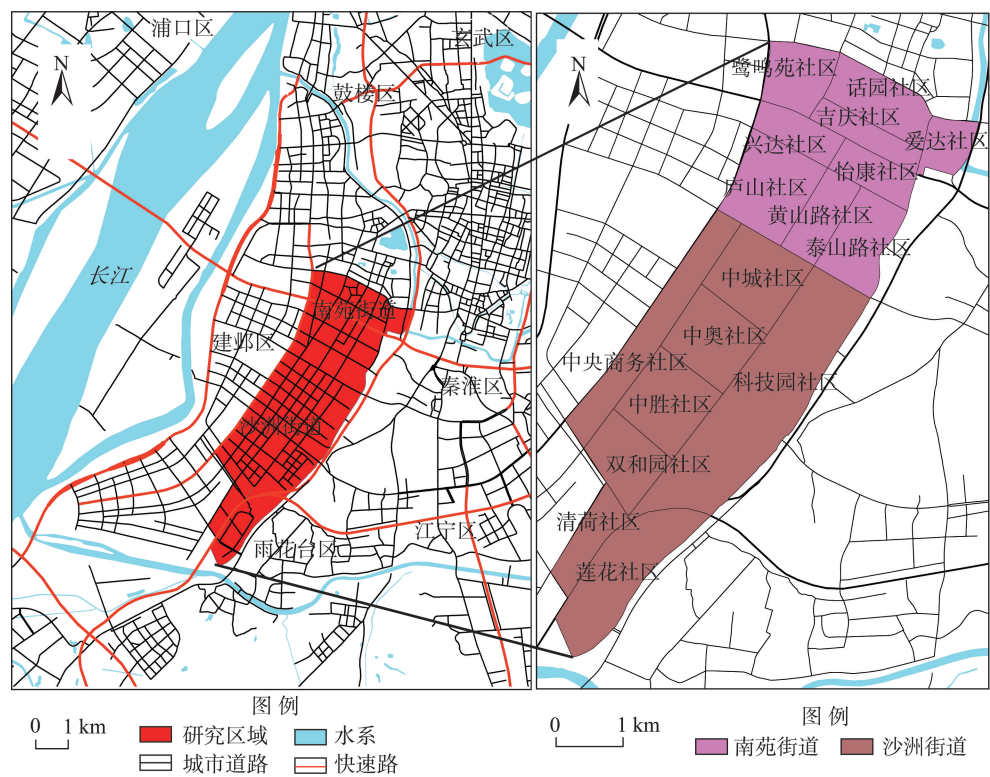 浦口区
玄武区
N
鼓楼区
长江
南苑街道
建邺区
秦淮区
沙洲街道
江宁区
雨花台区
图例
0 1 km
研究区域
水系
城市道路
快速路
N
鹭鸣苑社区
话园社区
吉庆社区
爱达社区
兴达社区
怡康社区
庐山社区
黄山路社区
泰山路社区
中城社区
中奥社区
中央商务社区
科技园社区
中胜社区
双和园社区
清荷社区
莲花社区
图例
0 1 km
南苑街道
沙洲街道